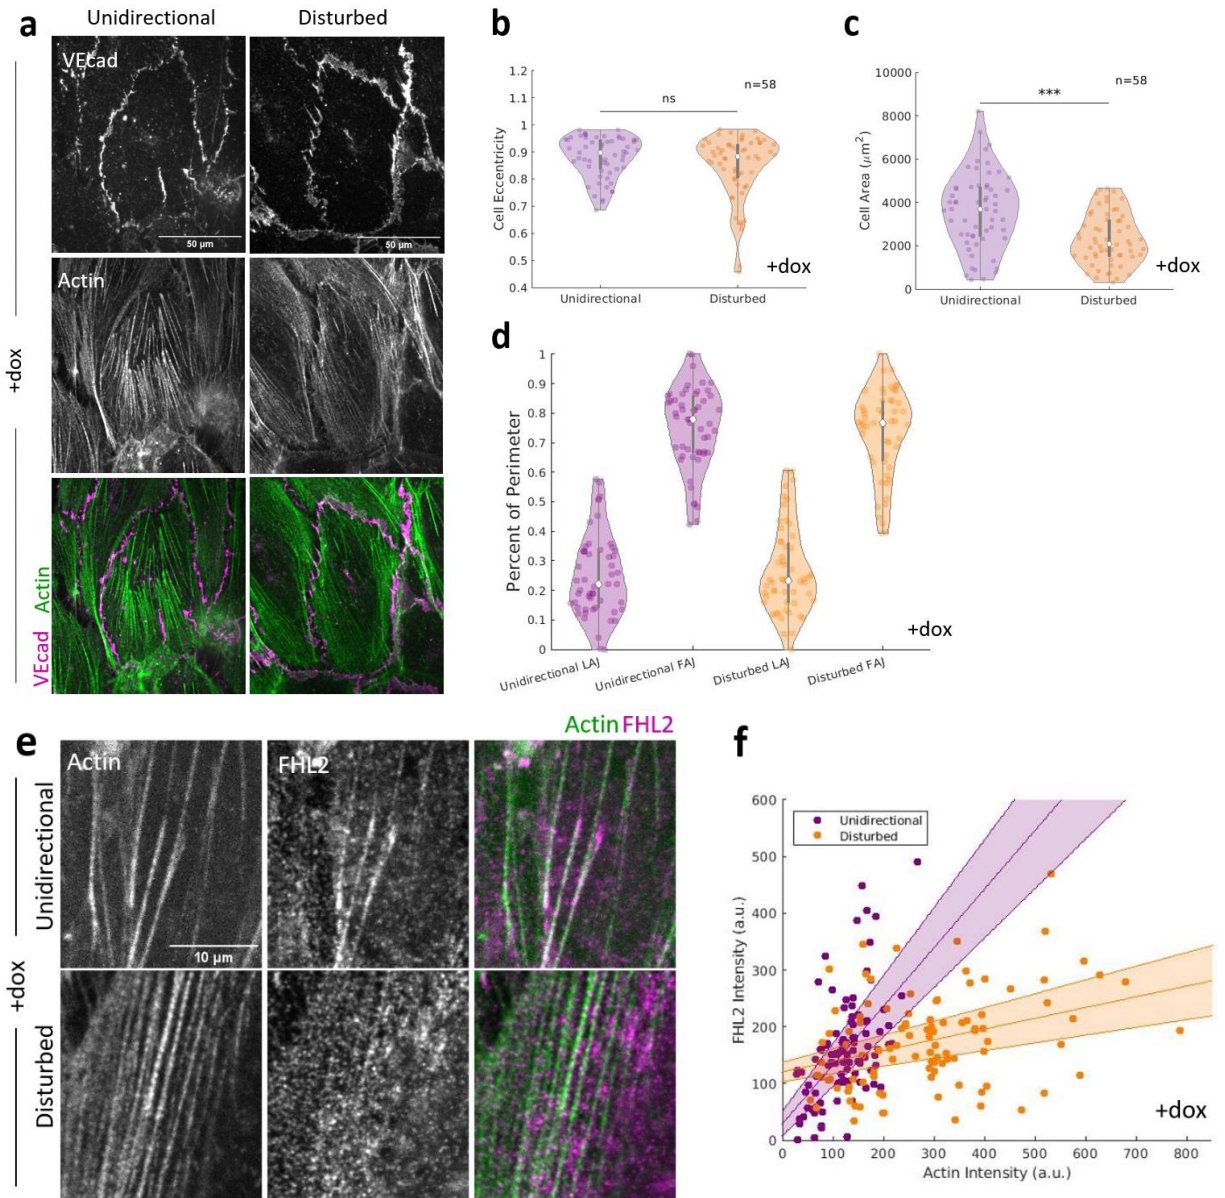 a
Unidirectional
Disturbed
VEcad
50 µm
50 µm
Actin
+dox
VEcad Actin
b
1.2
1.1
1
0.9
0.8
0.7
0.6
0.5
0.4
Cell Eccentricity
ns
n=58
+dox
Unidirectional
Disturbed
c
10000
8000
6000
4000
2000
0
Cell Area (µm²)
***
n=58
+dox
Unidirectional
Disturbed
d
1
0.9
0.8
0.7
0.6
0.5
0.4
0.3
0.2
0.1
0
Percent of Perimeter
+dox
Unidirectional LAJ
Unidirectional FAJ
Disturbed LAJ
Disturbed FAJ
e
Actin FHL2
Actin
FHL2
Unidirectional
10 µm
+dox
Disturbed
f
600
500
400
300
200
100
0
FHL2 Intensity (a.u.)
Unidirectional
Disturbed
+dox
0 100 200 300 400 500 600 700 800
Actin Intensity (a.u.)